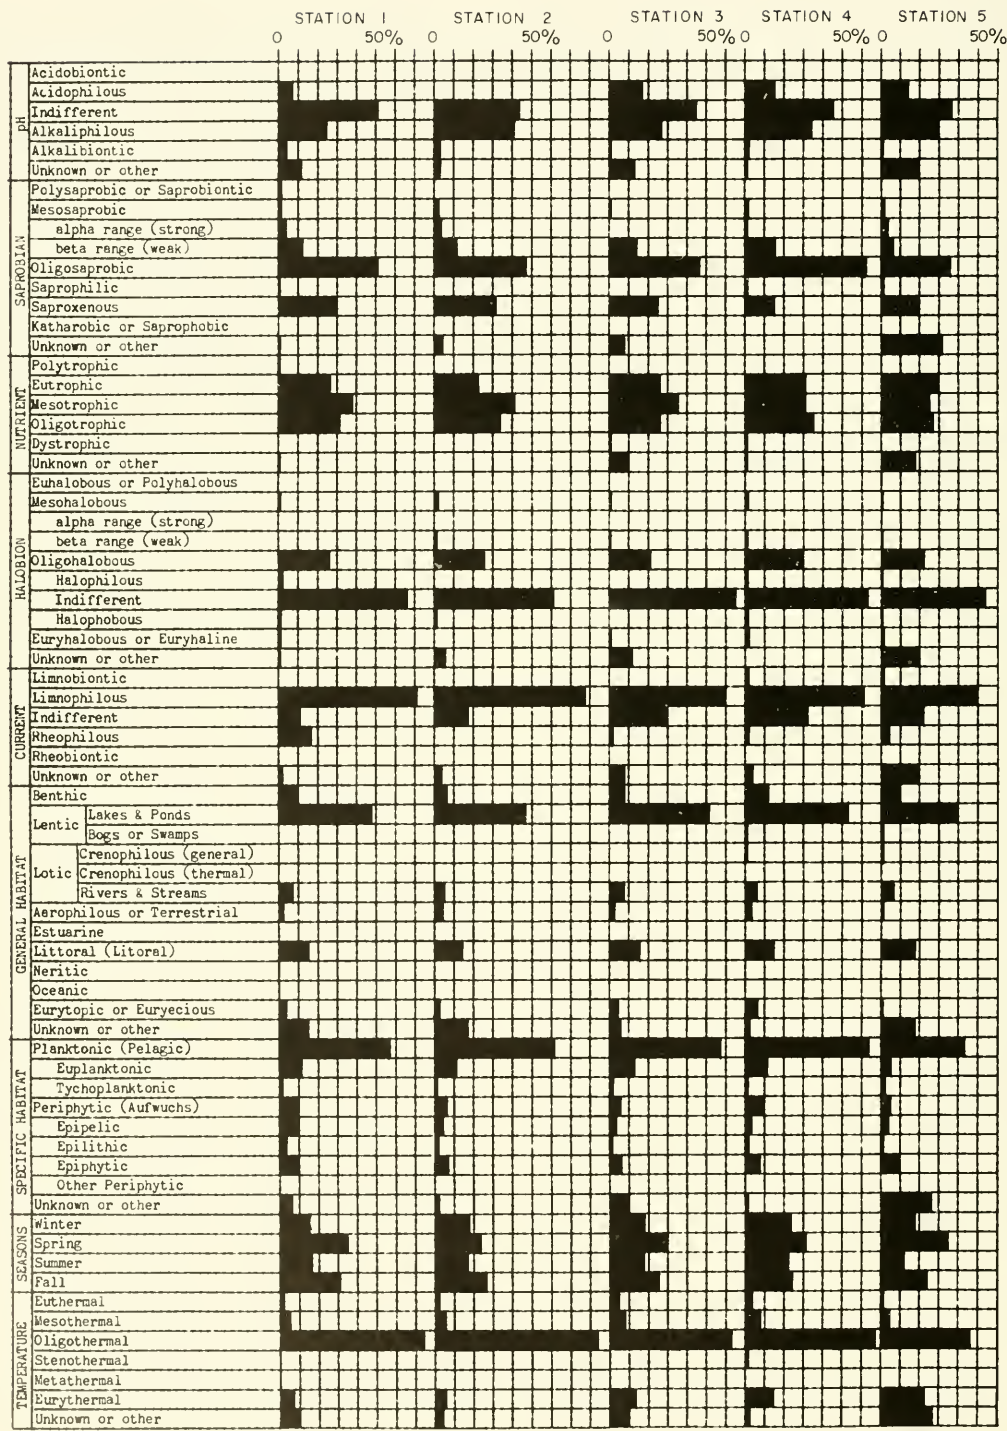 STATION 1 STATION 2 STATION 3 STATION 4 STATION 5
0 50% 0 50% 0 50% 0 50% 0 50%
pH
Acidobiontic
Acidophilous
Indifferent
Alkaliphilous
Alkalibiontic
Unknown or other
SAPROBIAN
Polysaprobic or Saprobiontic
Mesosaprobic
alpha range (strong)
beta range (weak)
Oligosaprobic
Saprophilic
Saproxenous
Katharobic or Saprophobic
Unknown or other
NUTRIENT
Polytrophic
Eutrophic
Mesotrophic
Oligotrophic
Dystrophic
Unknown or other
HALOBION
Euhalobous or Polyhalobous
Mesohalobous
alpha range (strong)
beta range (weak)
Oligohalobous
Halophilous
Indifferent
Halophobous
Euryhalobous or Euryhaline
Unknown or other
CURRENT
Limnobiontic
Limnophilous
Indifferent
Rheophilous
Rheobiontic
Unknown or other
GENERAL HABITAT
Benthic
Lentic
Lakes & Ponds
Bogs or Swamps
Lotic
Crenophilous (general)
Crenophilous (thermal)
Rivers & Streams
Aerophilous or Terrestrial
Estuarine
Littoral (Litoral)
Neritic
Oceanic
Eurytopic or Euryecious
Unknown or other
SPECIFIC HABITAT
Planktonic (Pelagic)
Euplanktonic
Tychoplanktonic
Periphytic (Aufwuchs)
Epipelic
Epilithic
Epiphytic
Other Periphytic
Unknown or other
SEASONS
Winter
Spring
Summer
Fall
TEMPERATURE
Euthermal
Mesothermal
Oligothermal
Stenothermal
Metathermal
Eurythermal
Unknown or other